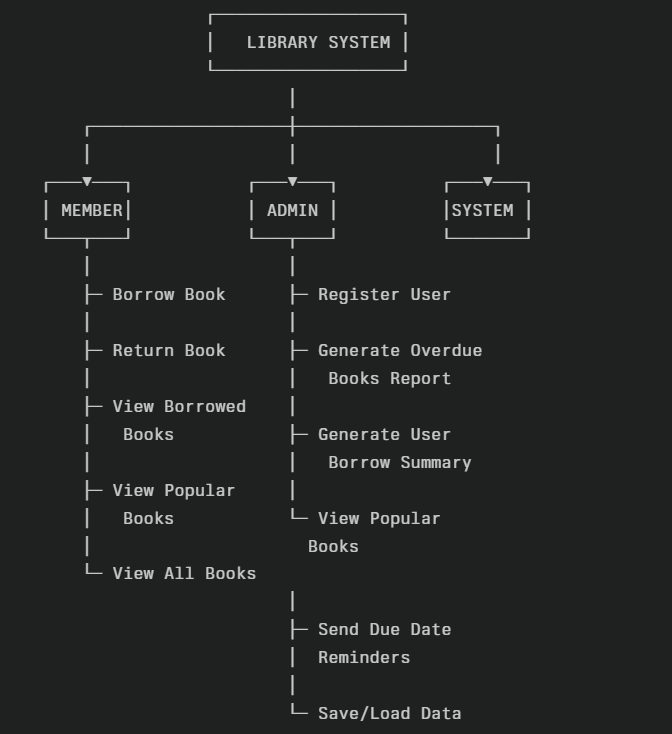 LIBRARY SYSTEM
MEMBER ADMIN SYSTEM
Borrow Book Register User
Return Book Generate Overdue
Books Report
View Borrowed
Books Generate User
Borrow Summary
View Popular
Books View Popular
Books
View All Books
Send Due Date
Reminders
Save/Load Data